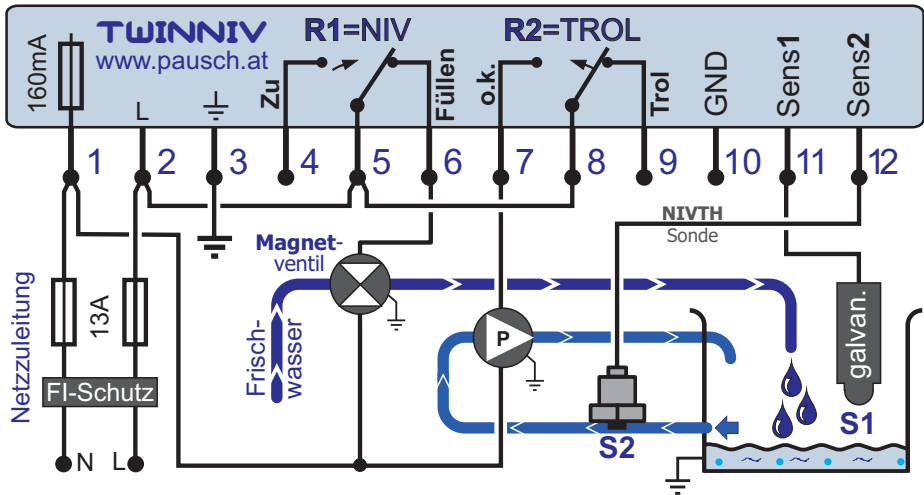 TWINNIV
www.pausch.at
R1=NIV
R2=TROL
160mA
L
Zu
Füllen
o.k.
Trol
GND
Sens1
Sens2
1
2
3
4
5
6
7
8
9
10
11
12
NIVTH
Sonde
Magnet-
ventil
Netzzuleitung
13A
FI-Schutz
N
L
Frisch-
wasser
P
S2
galvan.
S1